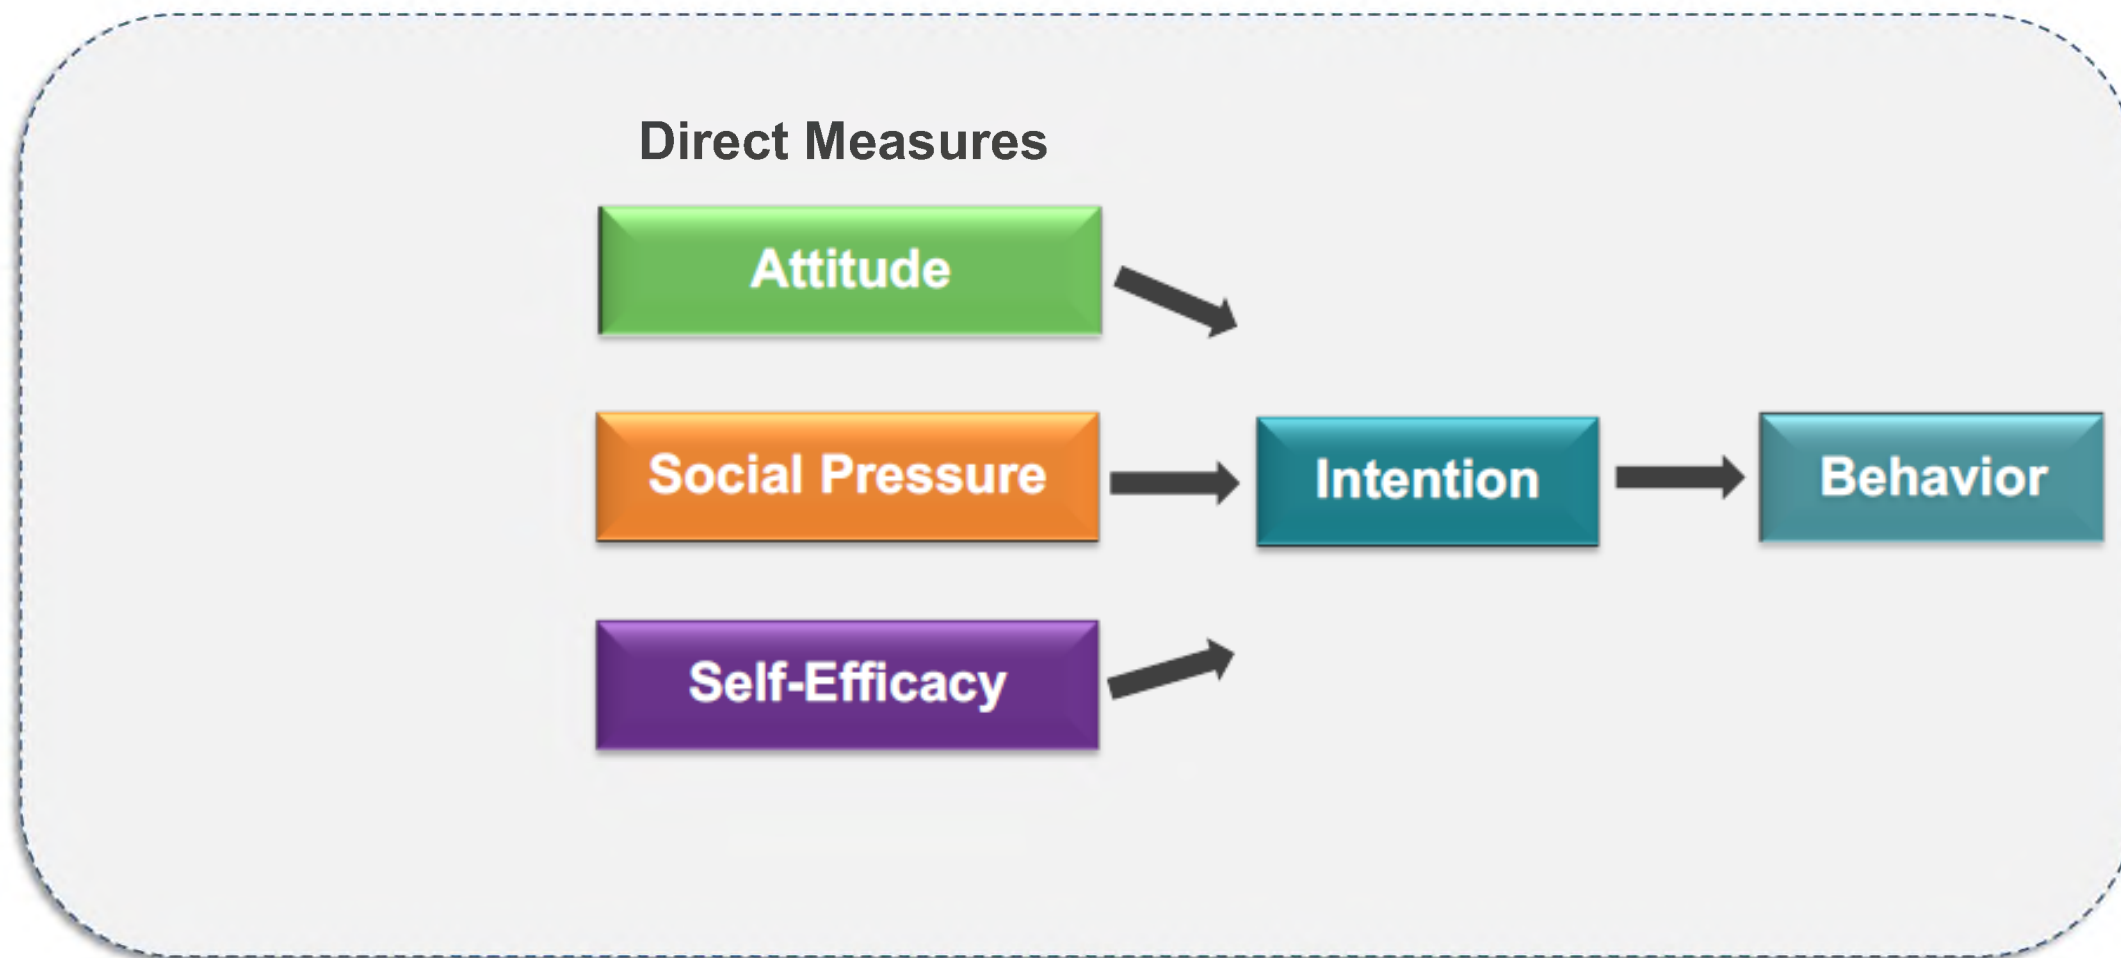 Direct Measures
Attitude
Social Pressure
Intention
Behavior
Self-Efficacy